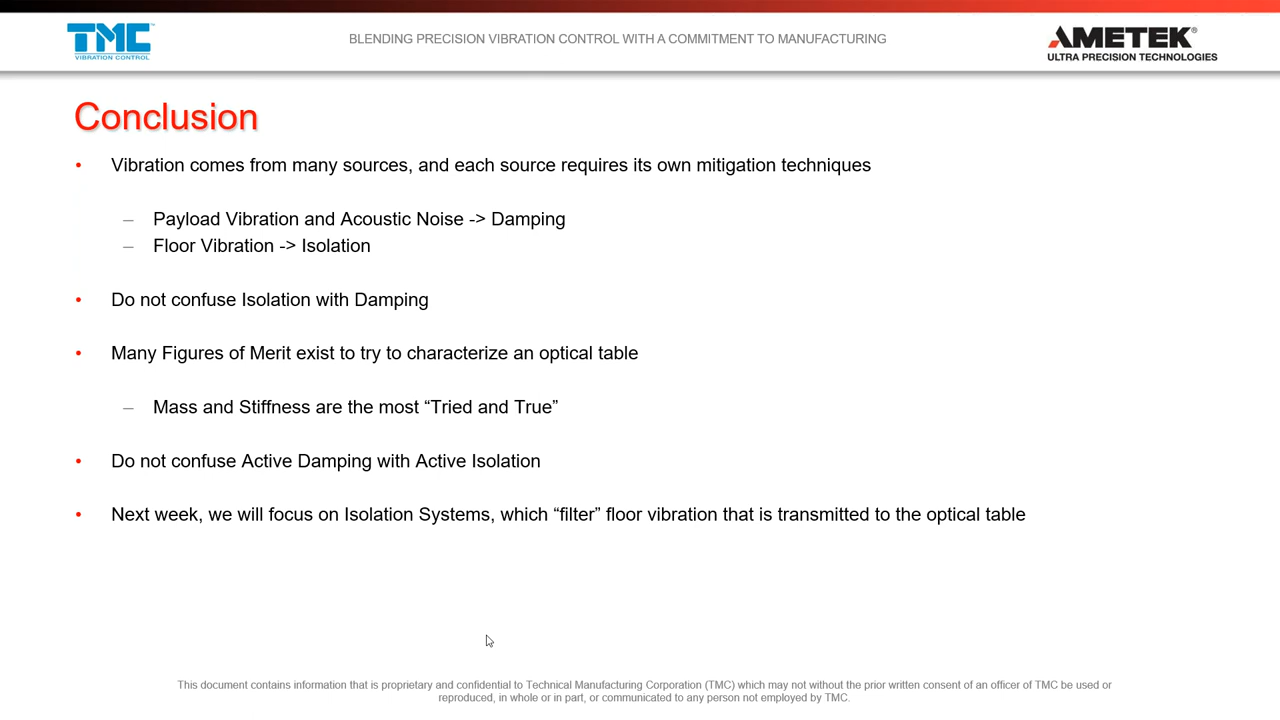 TMC
VIBRATION CONTROL
BLENDING PRECISION VIBRATION CONTROL WITH A COMMITMENT TO MANUFACTURING
AMETEK®
ULTRA PRECISION TECHNOLOGIES
Conclusion
• Vibration comes from many sources, and each source requires its own mitigation techniques
– Payload Vibration and Acoustic Noise -> Damping
– Floor Vibration -> Isolation
• Do not confuse Isolation with Damping
• Many Figures of Merit exist to try to characterize an optical table
– Mass and Stiffness are the most “Tried and True”
• Do not confuse Active Damping with Active Isolation
• Next week, we will focus on Isolation Systems, which “filter” floor vibration that is transmitted to the optical table
This document contains information that is proprietary and confidential to Technical Manufacturing Corporation (TMC) which may not without the prior written consent of an officer of TMC be used or
reproduced, in whole or in part, or communicated to any person not employed by TMC.